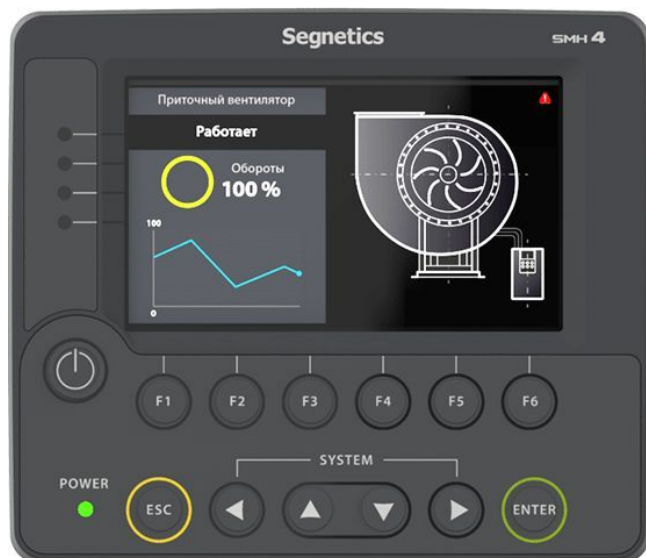 Segnetics
SMH 4
Приточный вентилятор
Работает
Обороты
100 %
100
0
F1
F2
F3
F4
F5
F6
SYSTEM
POWER
ESC
ENTER